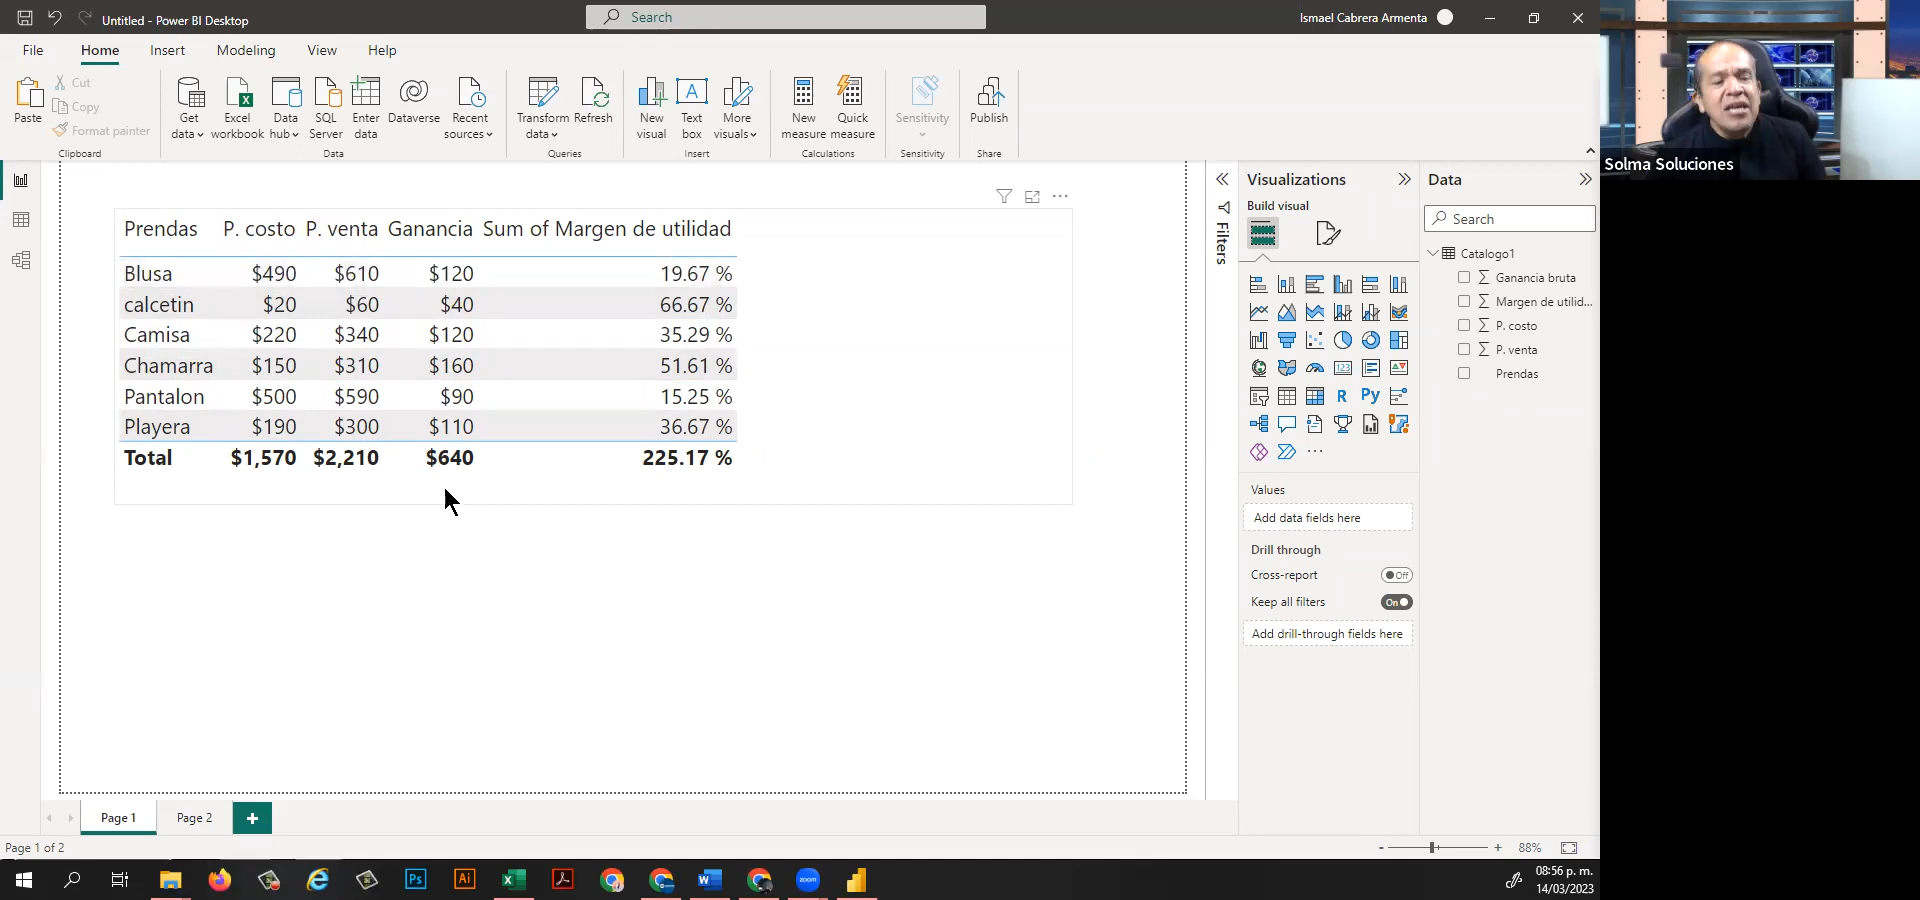 Untitled - Power BI Desktop
Search
Ismael Cabrera Armenta
File
Home
Insert
Modeling
View
Help
Paste
Cut
Copy
Format painter
Clipboard
Get data
Excel workbook
Data hub
SQL Server
Enter data
Dataverse
Recent sources
Data
Transform data
Refresh
Queries
New visual
Text box
More visuals
Insert
New measure
Quick measure
Calculations
Sensitivity
Sensitivity
Publish
Share
Solma Soluciones
Prendas P. costo P. venta Ganancia Sum of Margen de utilidad
Blusa $490 $610 $120 19.67 %
calcetin $20 $60 $40 66.67 %
Camisa $220 $340 $120 35.29 %
Chamarra $150 $310 $160 51.61 %
Pantalon $500 $590 $90 15.25 %
Playera $190 $300 $110 36.67 %
Total $1,570 $2,210 $640 225.17 %
Filters
Visualizations
Build visual
R
Py
123
Values
Add data fields here
Drill through
Cross-report
Off
Keep all filters
On
Add drill-through fields here
Data
Search
Catalogo1
Ganancia bruta
Margen de utilid...
P. costo
P. venta
Prendas
Page 1
Page 2
Page 1 of 2
88%
Ps
Ai
zoom
08:56 p. m.
14/03/2023